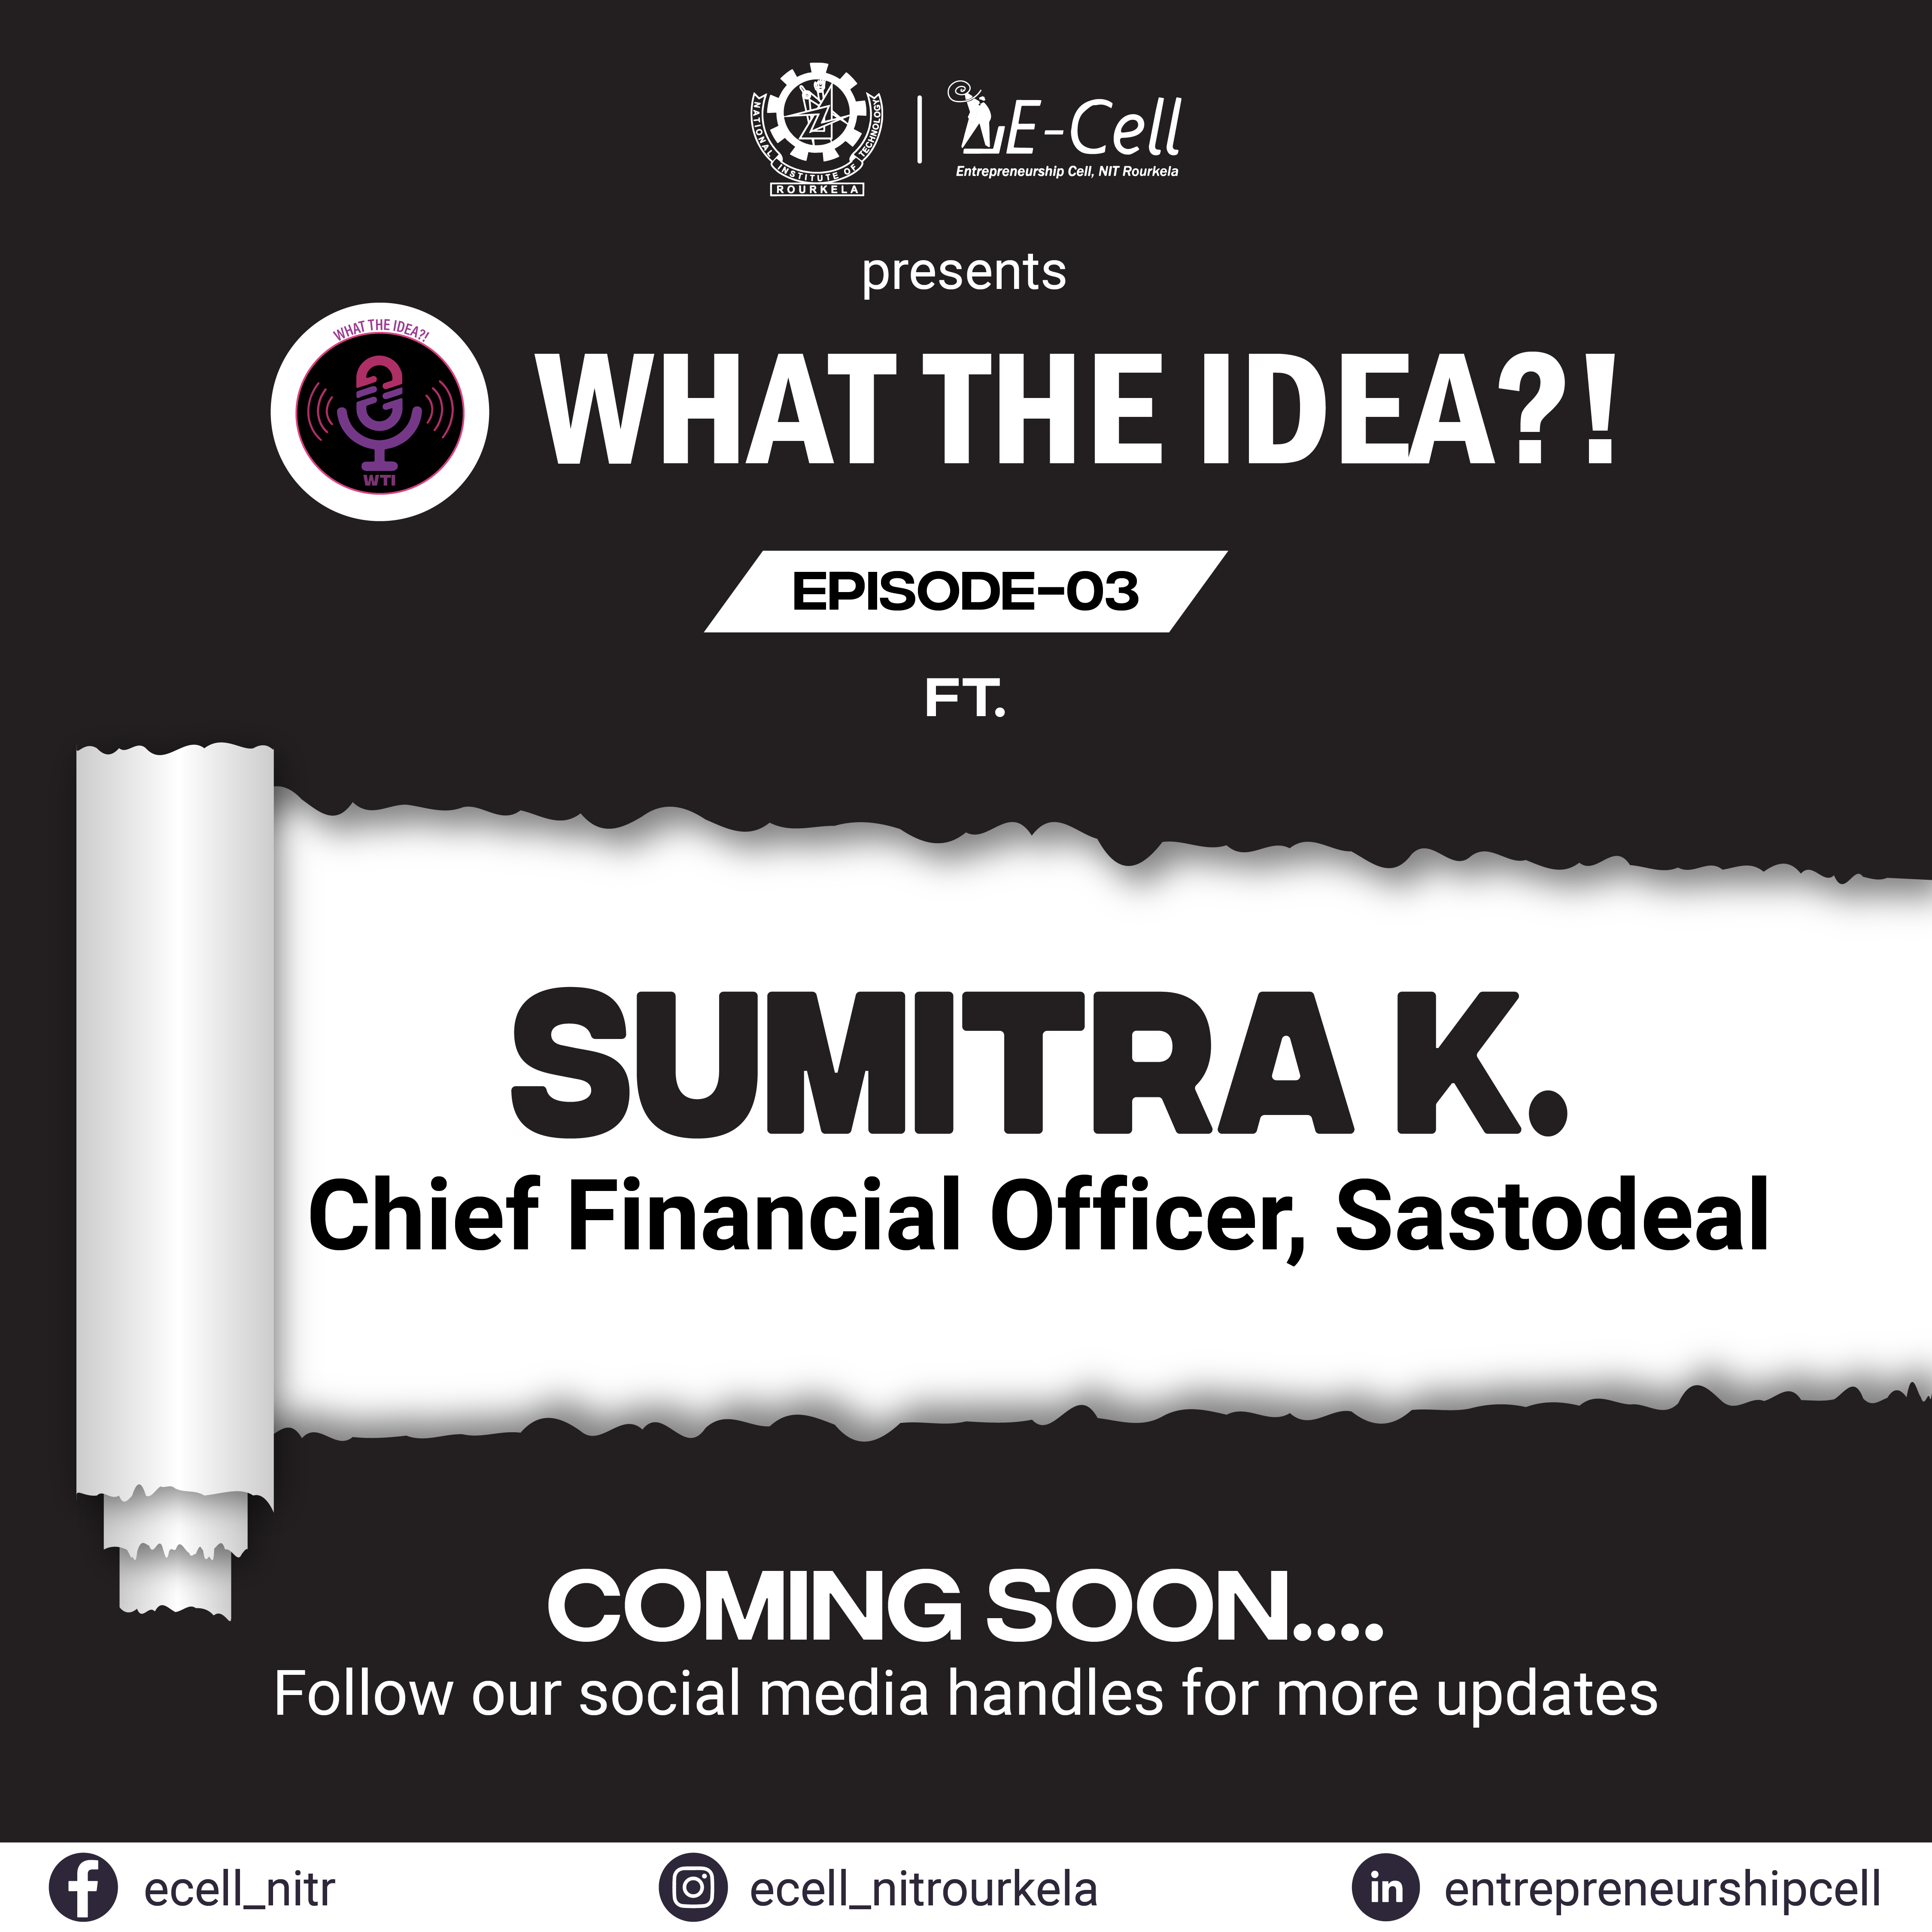 NATIONAL INSTITUTE OF TECHNOLOGY
ROURKELA
E-Cell
Entrepreneurship Cell, NIT Rourkela
presents
WHAT THE IDEA?!
WTI
WHAT THE IDEA?!
EPISODE-03
FT.
SUMITRA K.
Chief Financial Officer, Sastodeal
COMING SOON....
Follow our social media handles for more updates
ecell_nitr
ecell_nitrourkela
entrepreneurshipcell